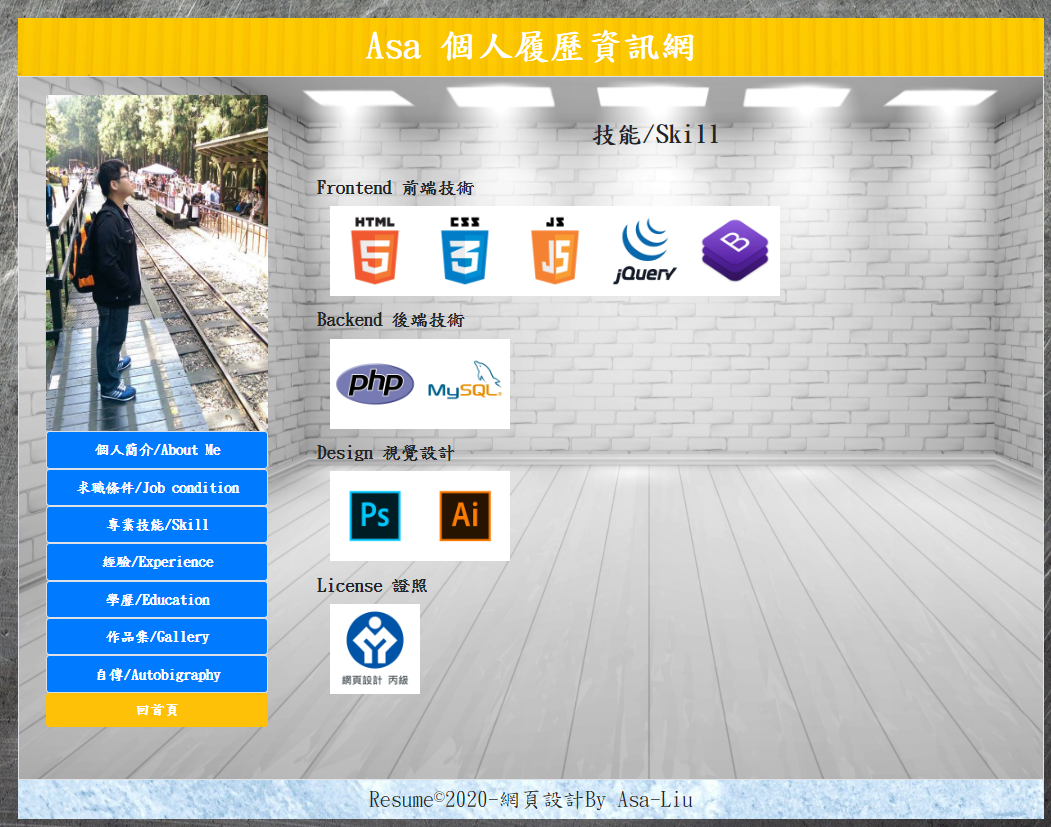 Asa 個人履歷資訊網
個人簡介/About Me
求職條件/Job condition
專業技能/Skill
經驗/Experience
學歷/Education
作品集/Gallery
自傳/Autobigraphy
回首頁
技能/Skill
Frontend 前端技術
HTML CSS JS
5 3 JS jQuery B
Backend 後端技術
php MySQL
Design 視覺設計
Ps Ai
License 證照
網頁設計 丙級
Resume©2020-網頁設計By Asa-Liu